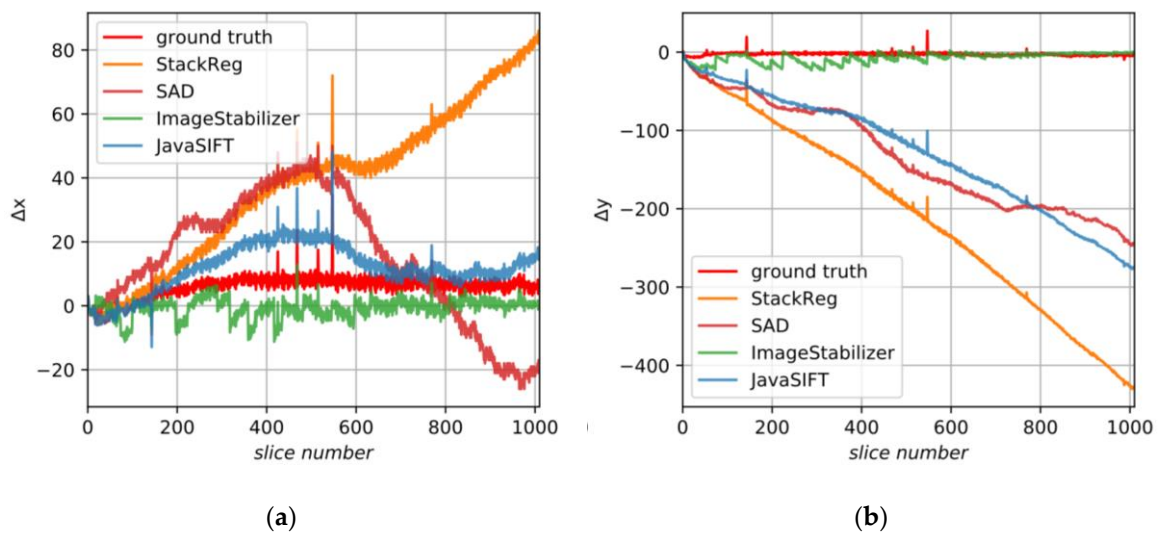 80
60
40
20
0
−20
Δx
ground truth
StackReg
SAD
ImageStabilizer
JavaSIFT
0 200 400 600 800 1000
slice number
(a)
0
−100
−200
−300
−400
Δy
ground truth
StackReg
SAD
ImageStabilizer
JavaSIFT
0 200 400 600 800 1000
slice number
(b)